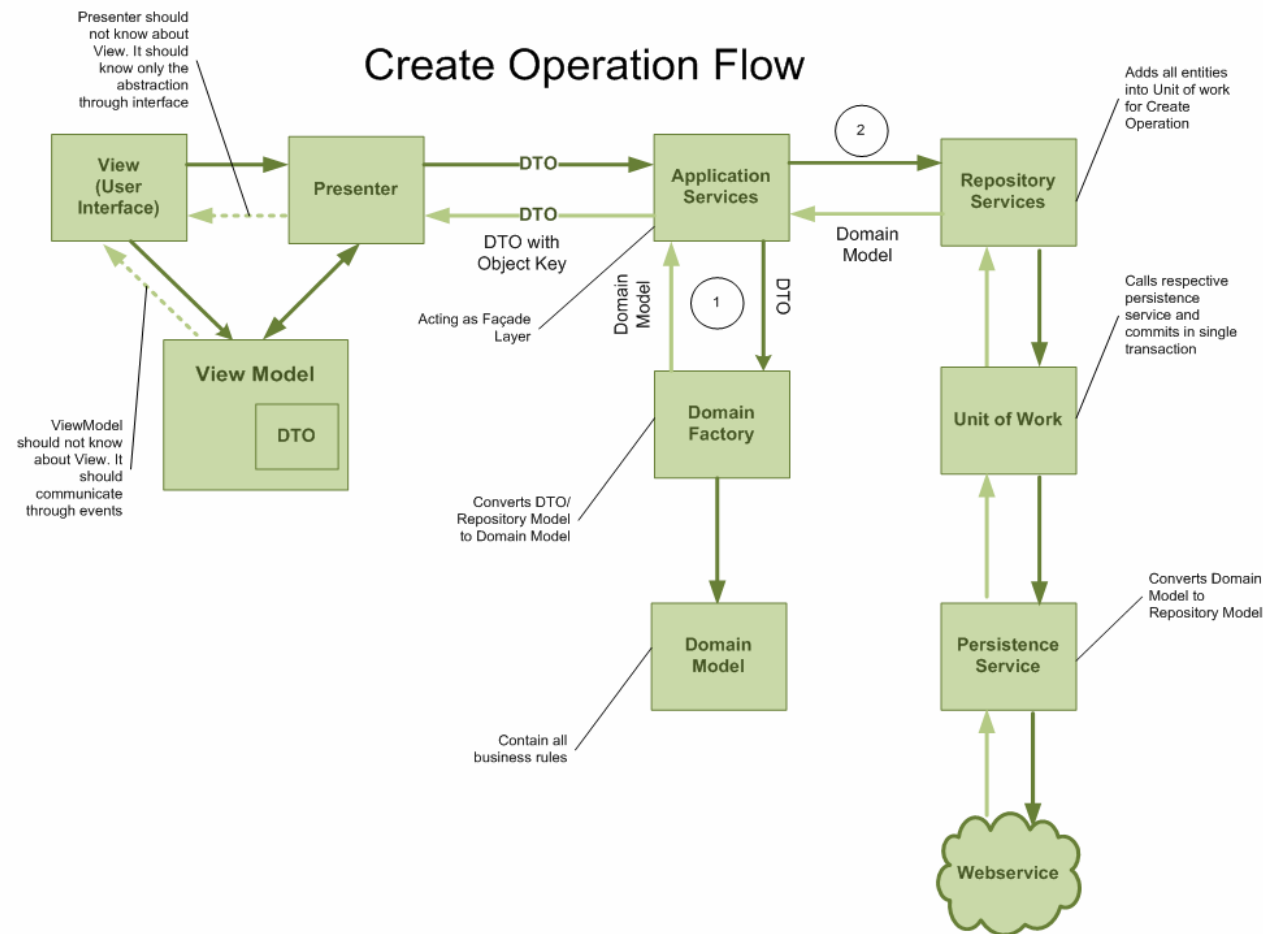 Presenter should
not know about
View. It should
know only the
abstraction
through interface
Create Operation Flow
Adds all entities
into Unit of work
for Create
Operation
View
(User
Interface)
Presenter
DTO
DTO
DTO with
Object Key
Application
Services
2
Domain
Model
Repository
Services
Acting as Façade
Layer
Domain
Model
1
DTO
Calls respective
persistence
service and
commits in single
transaction
View Model
DTO
ViewModel
should not know
about View. It
should
communicate
through events
Domain
Factory
Unit of Work
Converts DTO/
Repository Model
to Domain Model
Converts Domain
Model to
Repository Model
Domain
Model
Persistence
Service
Contain all
business rules
Webservice